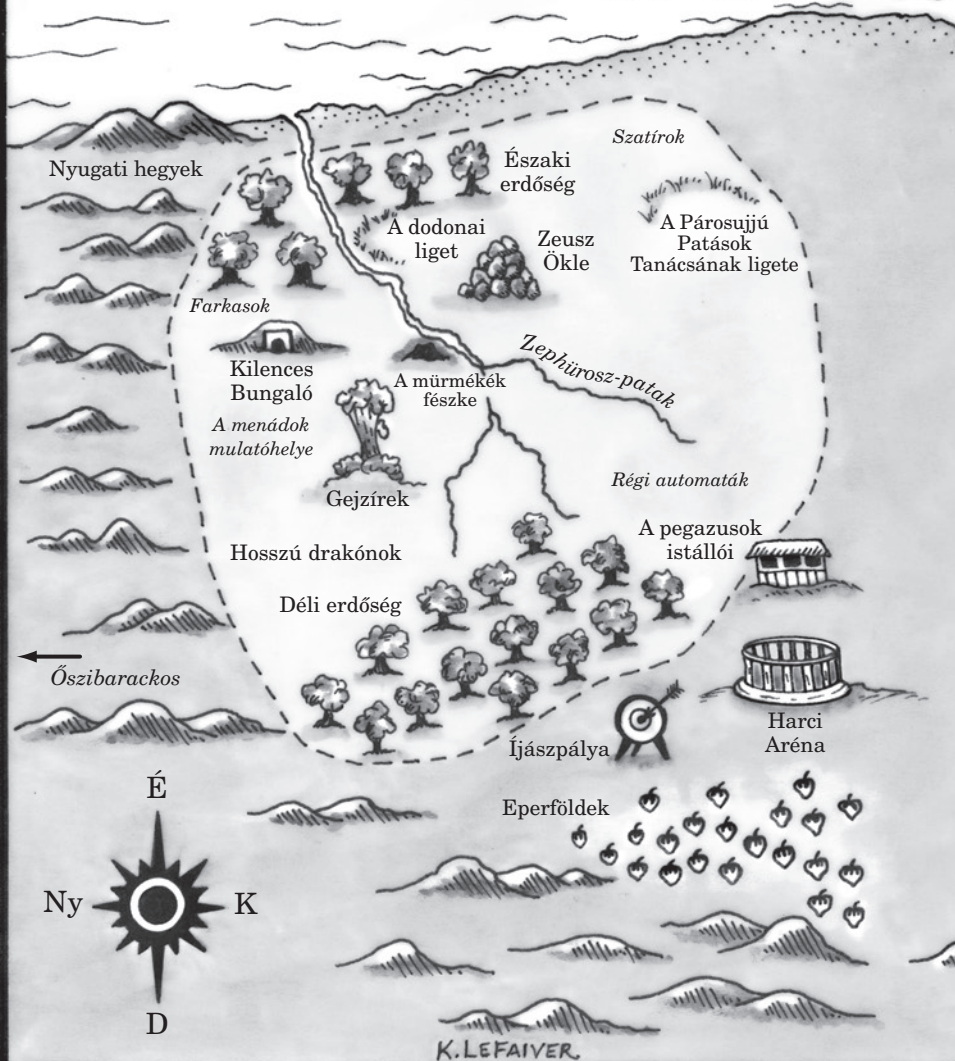 Szatírok
Nyugati hegyek
Északi
erdőség
A dodonai
liget
Zeusz
Ökle
A Párosujjú
Patások
Tanácsának ligete
Farkasok
Kilences
Bungaló
A mürmékék
fészke
Zephürosz-patak
A menádok
mulatóhelye
Gejzírek
Régi automaták
A pegazusok
istállói
Hosszú drakónok
Déli erdőség
Őszibarackos
Íjászpálya
Harci
Aréna
Eperföldek
É
Ny
K
D
K. LEFAIVER